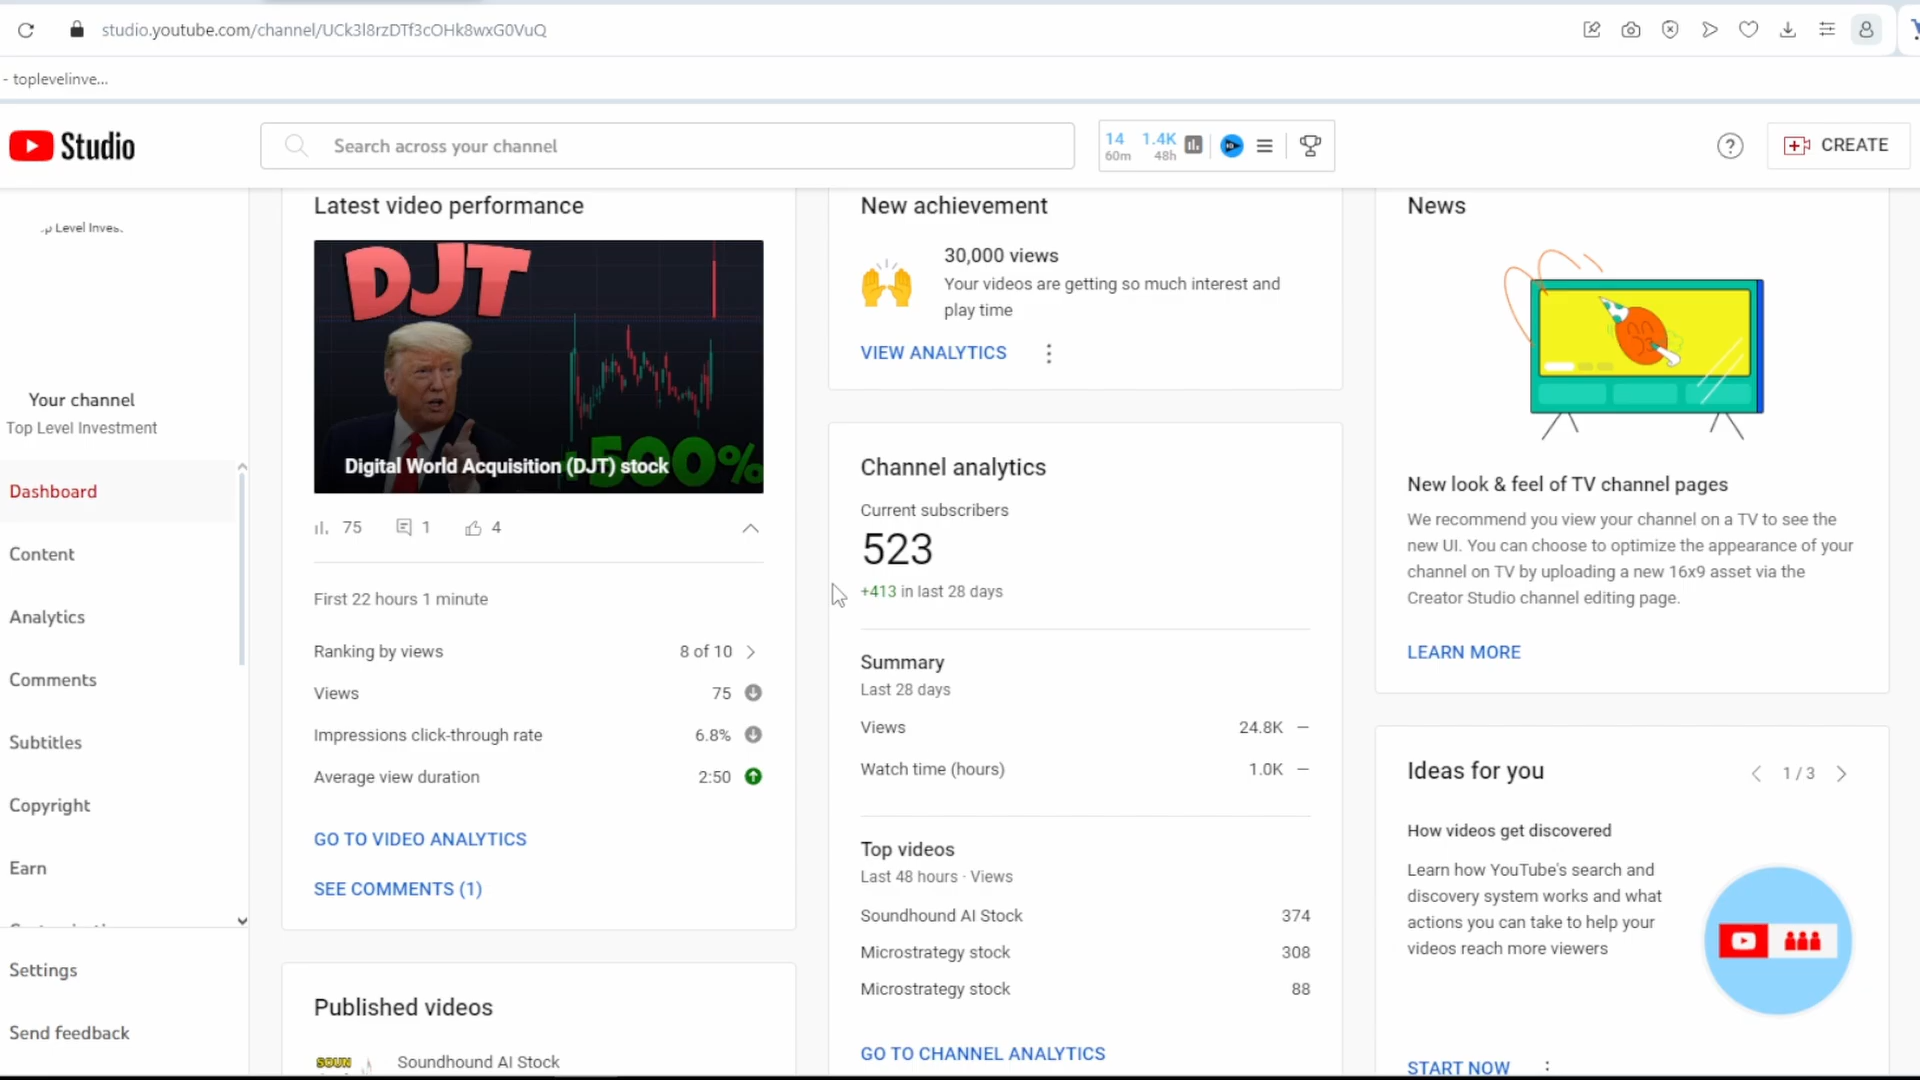 studio.youtube.com/channel/UCk3l8rzDTf3cOHk8wxG0VuQ
- toplevelinve...
Studio
Search across your channel
14 60m
1.4K 48h
CREATE
p Level Inves.
Your channel
Top Level Investment
Dashboard
Content
Analytics
Comments
Subtitles
Copyright
Earn
Settings
Send feedback
Latest video performance
DJT
500%
Digital World Acquisition (DJT) stock
75 1 4
First 22 hours 1 minute
Ranking by views 8 of 10
Views 75
Impressions click-through rate 6.8%
Average view duration 2:50
GO TO VIDEO ANALYTICS
SEE COMMENTS (1)
Published videos
SOUN
Soundhound AI Stock
New achievement
30,000 views
Your videos are getting so much interest and
play time
VIEW ANALYTICS
Channel analytics
Current subscribers
523
+413 in last 28 days
Summary
Last 28 days
Views 24.8K —
Watch time (hours) 1.0K —
Top videos
Last 48 hours · Views
Soundhound AI Stock 374
Microstrategy stock 308
Microstrategy stock 88
GO TO CHANNEL ANALYTICS
News
New look & feel of TV channel pages
We recommend you view your channel on a TV to see the
new UI. You can choose to optimize the appearance of your
channel on TV by uploading a new 16x9 asset via the
Creator Studio channel editing page.
LEARN MORE
Ideas for you
1 / 3
How videos get discovered
Learn how YouTube's search and
discovery system works and what
actions you can take to help your
videos reach more viewers
START NOW